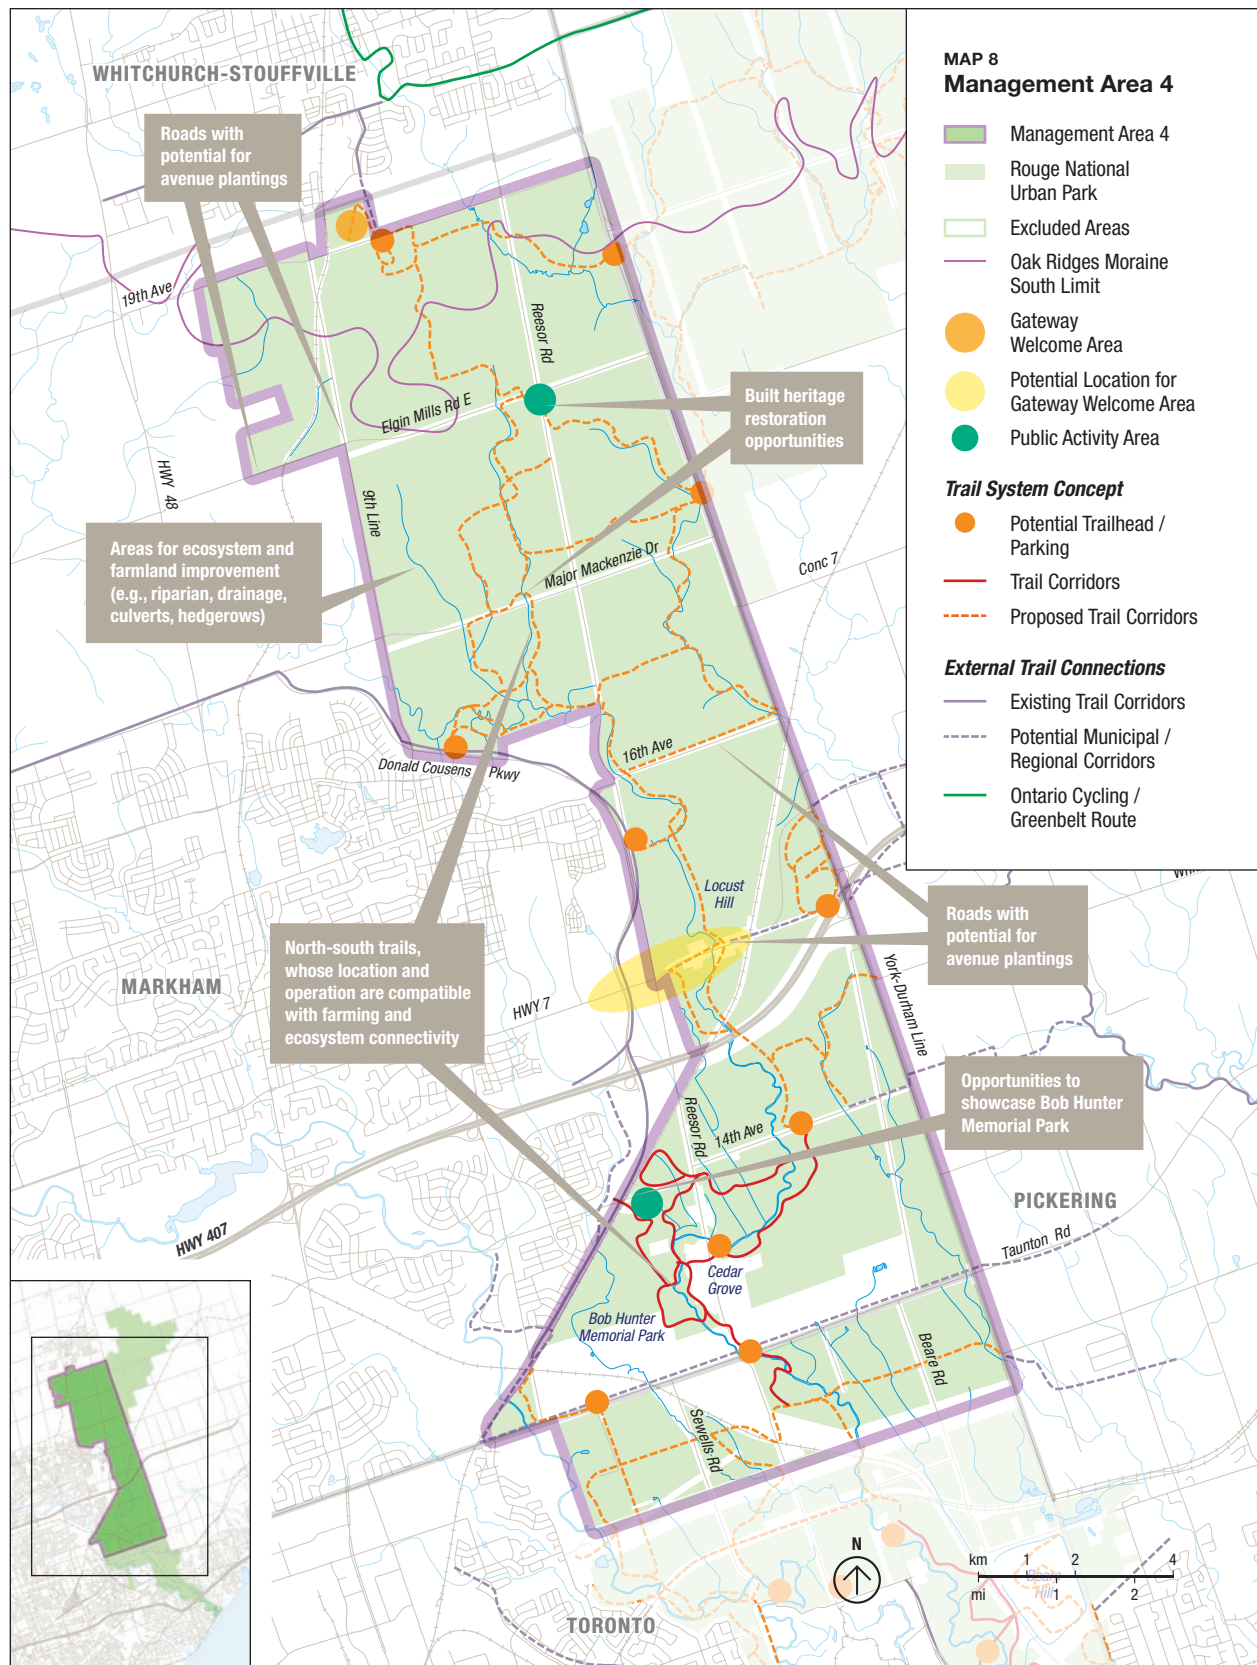 WHITCHURCH-STOUFFVILLE
Roads with
potential for
avenue plantings
19th Ave
Reesor Rd
Elgin Mills Rd E
Built heritage
restoration
opportunities
HWY 48
9th Line
Areas for ecosystem and
farmland improvement
(e.g., riparian, drainage,
culverts, hedgerows)
Major Mackenzie Dr
Conc 7
16th Ave
Donald Cousens Pkwy
Locust
Hill
Roads with
potential for
avenue plantings
North-south trails,
whose location and
operation are compatible
with farming and
ecosystem connectivity
MARKHAM
HWY 7
York-Durham Line
Opportunities to
showcase Bob Hunter
Memorial Park
Reesor Rd
14th Ave
PICKERING
HWY 407
Taunton Rd
Cedar
Grove
Bob Hunter
Memorial Park
Beare Rd
Sewells Rd
TORONTO
N
km 1 2 4
mi 1 2
Beare
Hill
MAP 8
Management Area 4
Management Area 4
Rouge National
Urban Park
Excluded Areas
Oak Ridges Moraine
South Limit
Gateway
Welcome Area
Potential Location for
Gateway Welcome Area
Public Activity Area
Trail System Concept
Potential Trailhead /
Parking
Trail Corridors
Proposed Trail Corridors
External Trail Connections
Existing Trail Corridors
Potential Municipal /
Regional Corridors
Ontario Cycling /
Greenbelt Route